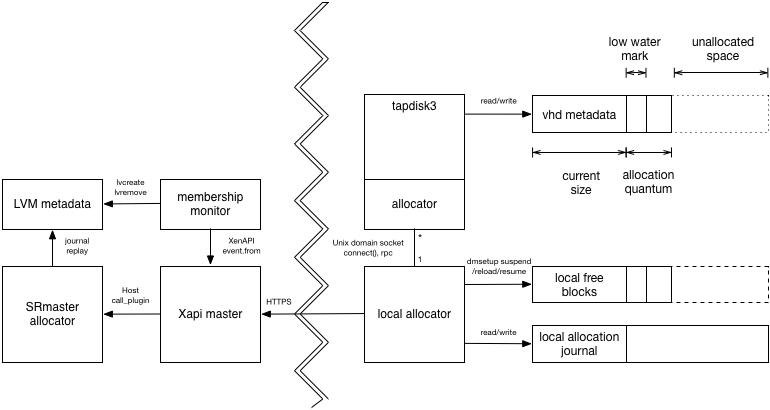 low water
mark
unallocated
space
tapdisk3
read/write
vhd metadata
current
size
allocation
quantum
allocator
LVM metadata
lvcreate
lvremove
membership
monitor
journal
replay
XenAPI
event.from
Unix domain socket
connect(), rpc
*
1
dmsetup suspend
/reload/resume
local free
blocks
SRmaster
allocator
Host
call_plugin
Xapi master
HTTPS
local allocator
read/write
local allocation
journal